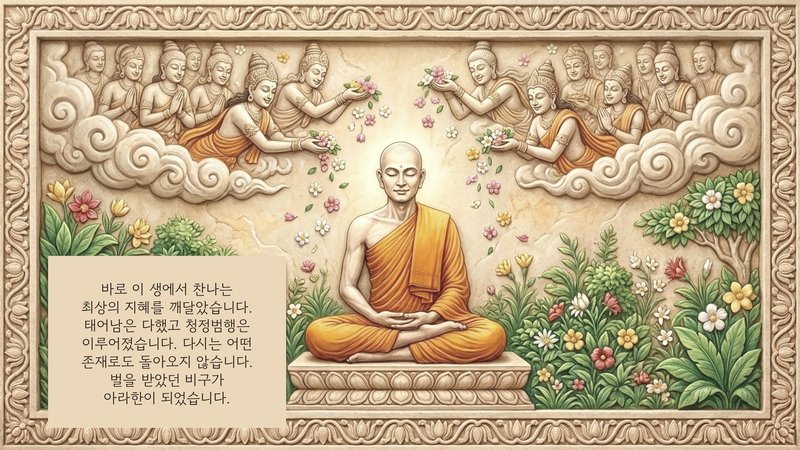 바로 이 생에서 찬나는
최상의 지혜를 깨달았습니다.
태어남은 다했고 청정범행은
이루어졌습니다. 다시는 어떤
존재로도 돌아오지 않습니다.
벌을 받았던 비구가
아라한이 되었습니다.